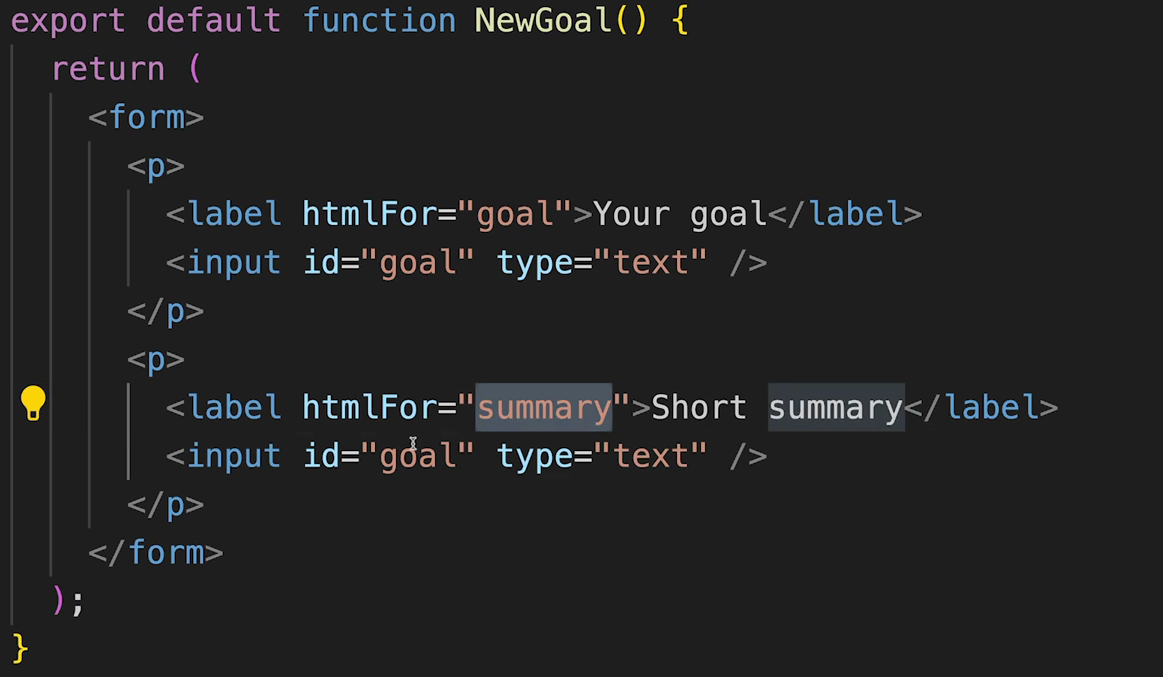 export default function NewGoal() {
  return (
    <form>
      <p>
        <label htmlFor="goal">Your goal</label>
        <input id="goal" type="text" />
      </p>
      <p>
        <label htmlFor="summary">Short summary</label>
        <input id="goal" type="text" />
      </p>
    </form>
  );
}